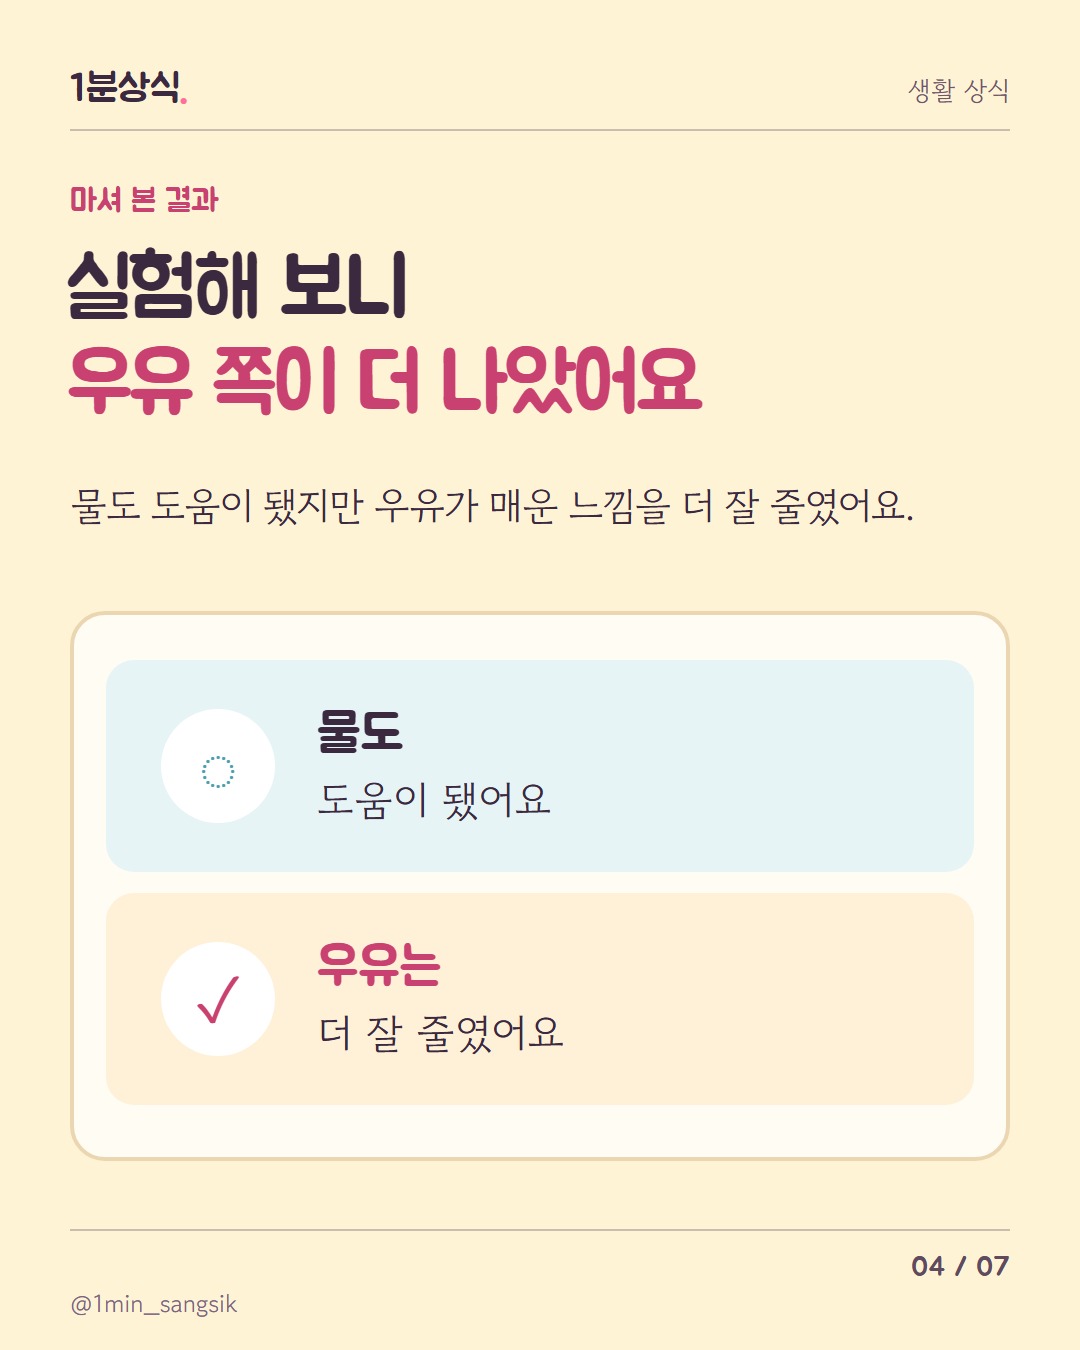 1분상식.
생활 상식
마셔 본 결과
실험해 보니
우유 쪽이 더 나았어요
물도 도움이 됐지만 우유가 매운 느낌을 더 잘 줄였어요.
물도
도움이 됐어요
우유는
더 잘 줄였어요
04 / 07
@1min_sangsik